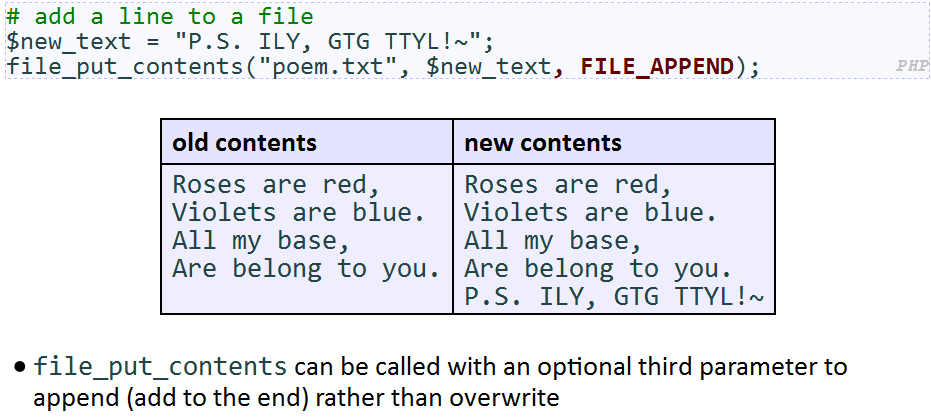 # add a line to a file
$new_text = "P.S. ILY, GTG TTYL!~";
file_put_contents("poem.txt", $new_text, FILE_APPEND);
PHP
old contents
new contents
Roses are red,
Violets are blue.
All my base,
Are belong to you.
Roses are red,
Violets are blue.
All my base,
Are belong to you.
P.S. ILY, GTG TTYL!~
• file_put_contents can be called with an optional third parameter to
append (add to the end) rather than overwrite